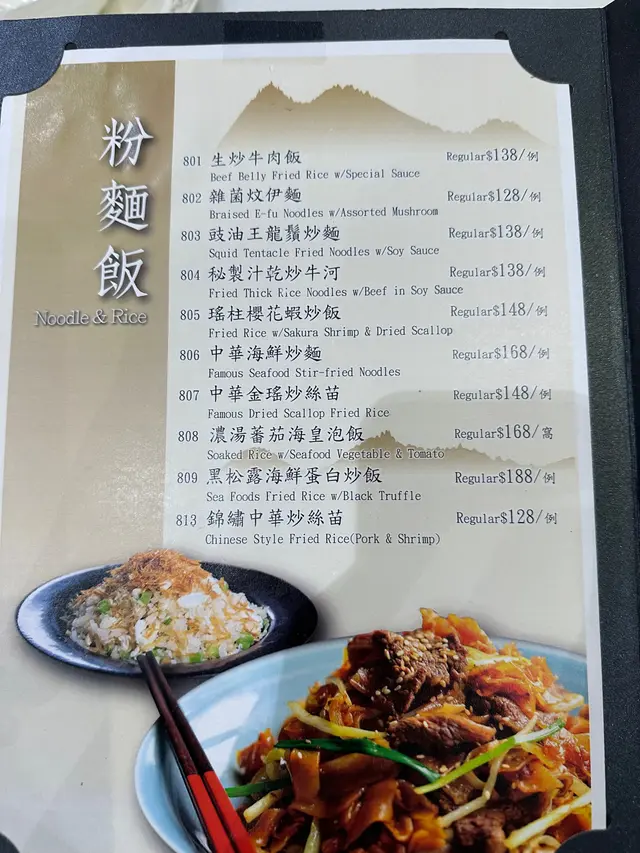 粉麵飯
Noodle & Rice
801 生炒牛肉飯 Regular$138/例
Beef Belly Fried Rice w/Special Sauce
802 雜菌炆伊麵 Regular$128/例
Braised E-fu Noodles w/Assorted Mushroom
803 豉油王龍鬚炒麵 Regular$138/例
Squid Tentacle Fried Noodles w/Soy Sauce
804 秘製汁乾炒牛河 Regular$138/例
Fried Thick Rice Noodles w/Beef in Soy Sauce
805 瑤柱櫻花蝦炒飯 Regular$148/例
Fried Rice w/Sakura Shrimp & Dried Scallop
806 中華海鮮炒麵 Regular$168/例
Famous Seafood Stir-fried Noodles
807 中華金瑤炒絲苗 Regular$148/例
Famous Dried Scallop Fried Rice
808 濃湯蕃茄海皇泡飯 Regular$168/窩
Soaked Rice w/Seafood Vegetable & Tomato
809 黑松露海鮮蛋白炒飯 Regular$188/例
Sea Foods Fried Rice w/Black Truffle
813 錦繡中華炒絲苗 Regular$128/例
Chinese Style Fried Rice(Pork & Shrimp)